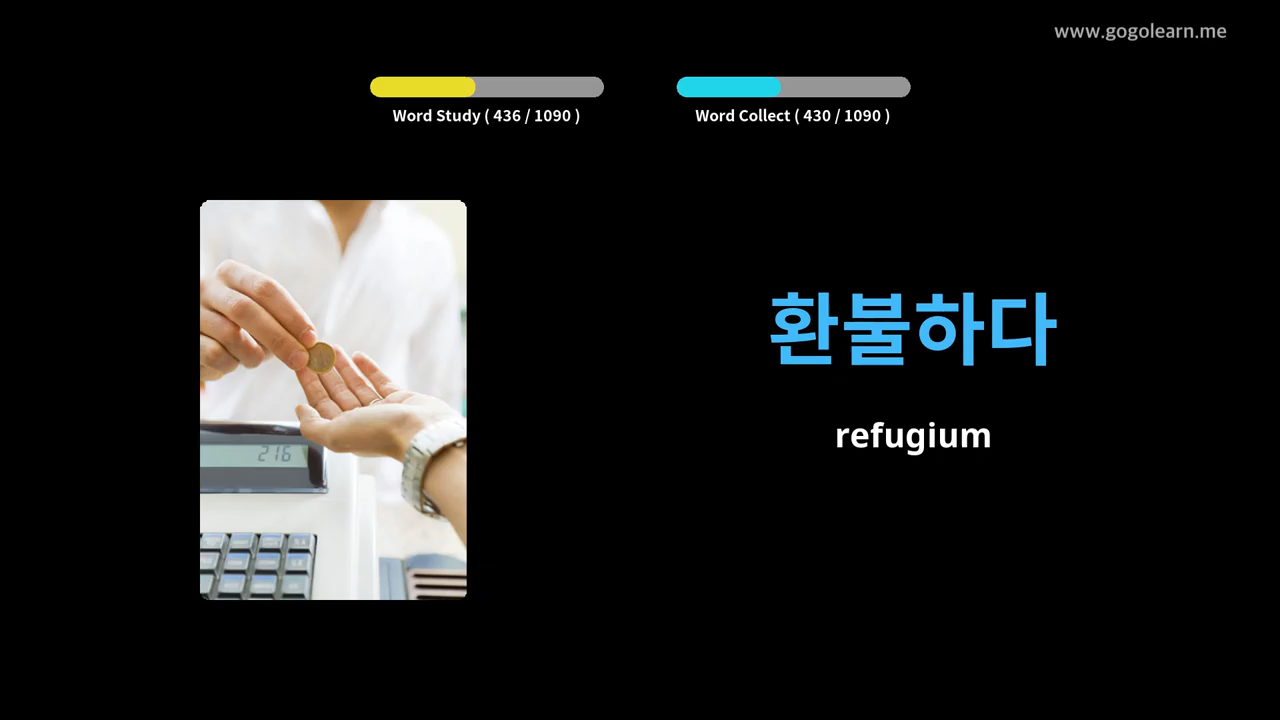 www.gogolearn.me
Word Study ( 436 / 1090 )
Word Collect ( 430 / 1090 )
216
환불하다
refugium